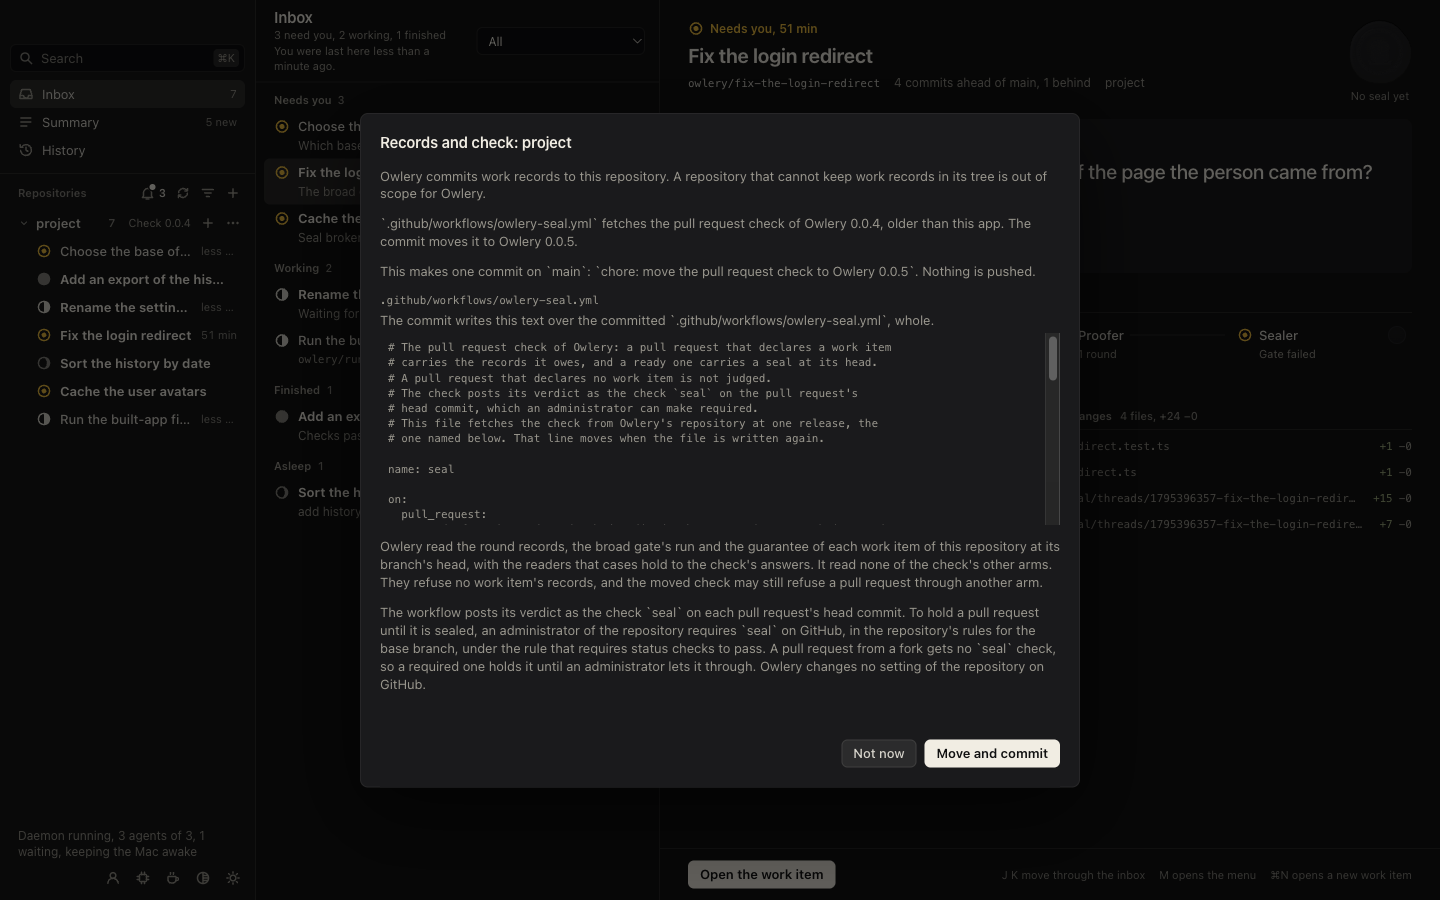 Search ⌘K
Inbox 7
Summary 5 new
History
Repositories 3
project 7 Check 0.0.4
Choose the base of... less ...
Add an export of the his...
Rename the settin... less ...
Fix the login redirect 51 min
Sort the history by date
Cache the user avatars
Run the built-app fi... less ...
Daemon running, 3 agents of 3, 1
waiting, keeping the Mac awake
Inbox
3 need you, 2 working, 1 finished
You were last here less than a
minute ago.
All
Needs you 3
Choose th
Which base
Fix the log
The broad
Cache the
Seal broken
Working 2
Rename t
Waiting for
Run the bu
owlery/run
Finished 1
Add an ex
Checks pas
Asleep 1
Sort the h
add history
Needs you, 51 min
Fix the login redirect
owlery/fix-the-login-redirect 4 commits ahead of main, 1 behind project
No seal yet
f the page the person came from?
Proofer
round
Sealer
Gate failed
anges 4 files, +24 −0
direct.test.ts +1 −0
direct.ts +1 −0
al/threads/1795396357-fix-the-login-redir… +15 −0
al/threads/1795396357-fix-the-login-redire… +7 −0
Records and check: project
Owlery commits work records to this repository. A repository that cannot keep work records in its tree is out of
scope for Owlery.
`.github/workflows/owlery-seal.yml` fetches the pull request check of Owlery 0.0.4, older than this app. The
commit moves it to Owlery 0.0.5.
This makes one commit on `main`: `chore: move the pull request check to Owlery 0.0.5`. Nothing is pushed.
.github/workflows/owlery-seal.yml
The commit writes this text over the committed `.github/workflows/owlery-seal.yml`, whole.
# The pull request check of Owlery: a pull request that declares a work item
# carries the records it owes, and a ready one carries a seal at its head.
# A pull request that declares no work item is not judged.
# The check posts its verdict as the check `seal` on the pull request's
# head commit, which an administrator can make required.
# This file fetches the check from Owlery's repository at one release, the
# one named below. That line moves when the file is written again.
name: seal
on:
pull_request:
Owlery read the round records, the broad gate's run and the guarantee of each work item of this repository at its
branch's head, with the readers that cases hold to the check's answers. It read none of the check's other arms.
They refuse no work item's records, and the moved check may still refuse a pull request through another arm.
The workflow posts its verdict as the check `seal` on each pull request's head commit. To hold a pull request
until it is sealed, an administrator of the repository requires `seal` on GitHub, in the repository's rules for the
base branch, under the rule that requires status checks to pass. A pull request from a fork gets no `seal` check,
so a required one holds it until an administrator lets it through. Owlery changes no setting of the repository on
GitHub.
Not now
Move and commit
Open the work item
J K move through the inbox M opens the menu ⌘N opens a new work item